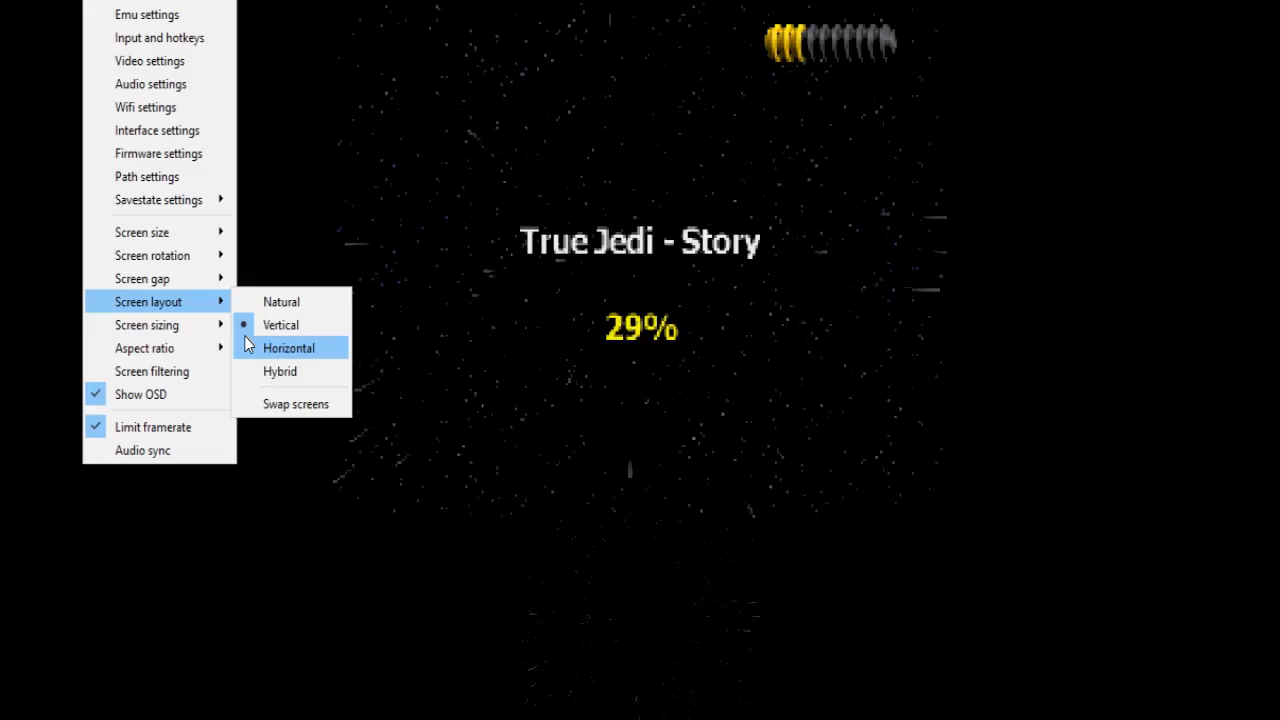 Emu settings
Input and hotkeys
Video settings
Audio settings
Wifi settings
Interface settings
Firmware settings
Path settings
Savestate settings
Screen size
Screen rotation
Screen gap
Screen layout
Screen sizing
Aspect ratio
Screen filtering
Show OSD
Limit framerate
Audio sync
Natural
Vertical
Horizontal
Hybrid
Swap screens
True Jedi - Story
29%